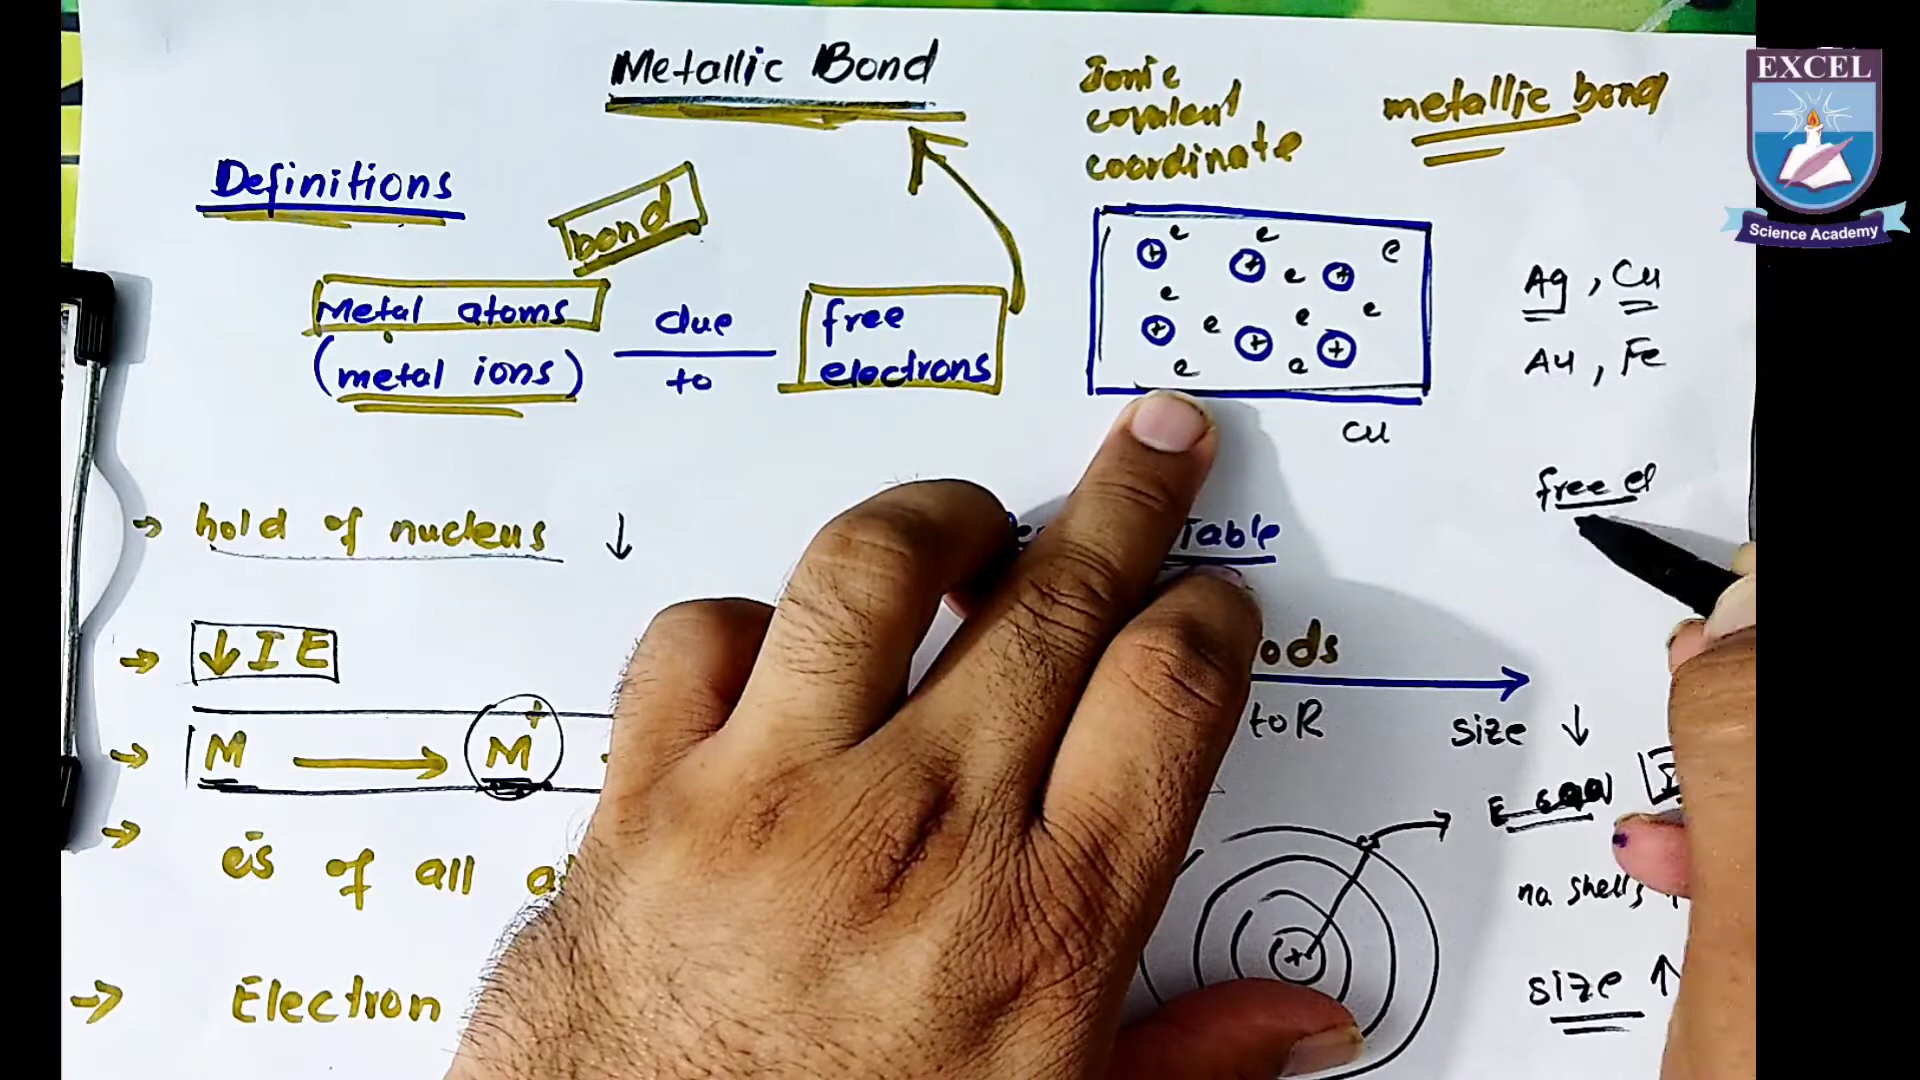 Metallic Bond
Ionic
covalent
coordinate
metallic bond
EXCEL
Science Academy
Definitions
bond
Metal atoms
(metal ions)
due
to
free
electrons
+ e + e + e
e e
+ e + e + e
e e
Cu
Ag, Cu
Au, Fe
free el
hold of nucleus ↓
Table
↓ I E
ods
to R
size ↓
M → M+
no shells
+
e̅s of all
size ↑
Electron